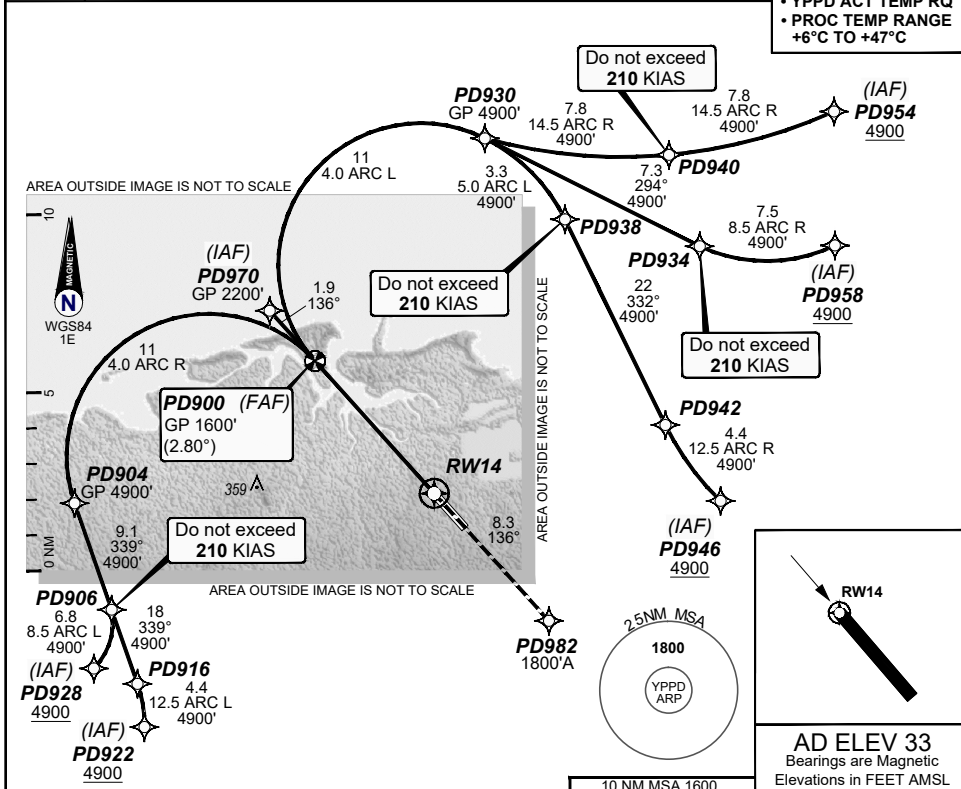 • YPPD ACT TEMP RQ
• PROC TEMP RANGE
+6°C TO +47°C
Do not exceed
210 KIAS
PD930
GP 4900'
7.8
14.5 ARC R
4900'
7.8
14.5 ARC R
4900'
(IAF)
PD954
4900
PD940
11
4.0 ARC L
3.3
5.0 ARC L
4900'
7.3
294°
4900'
AREA OUTSIDE IMAGE IS NOT TO SCALE
10
MAGNETIC
N
WGS84
1E
(IAF)
PD970
GP 2200'
1.9
136°
PD938
Do not exceed
210 KIAS
PD934
7.5
8.5 ARC R
4900'
(IAF)
PD958
4900
22
332°
4900'
Do not exceed
210 KIAS
AREA OUTSIDE IMAGE IS NOT TO SCALE
11
4.0 ARC R
5
PD900 (FAF)
GP 1600'
(2.80°)
PD942
4.4
12.5 ARC R
4900'
RW14
359
PD904
GP 4900'
8.3
136°
(IAF)
PD946
4900
9.1
339°
4900'
Do not exceed
210 KIAS
0 NM
AREA OUTSIDE IMAGE IS NOT TO SCALE
PD906
6.8
8.5 ARC L
4900'
18
339°
4900'
(IAF)
PD928
4900
PD916
4.4
12.5 ARC L
4900'
(IAF)
PD922
4900
PD982
1800'A
25NM MSA
1800
YPPD
ARP
10 NM MSA 1600
RW14
AD ELEV 33
Bearings are Magnetic
Elevations in FEET AMSL